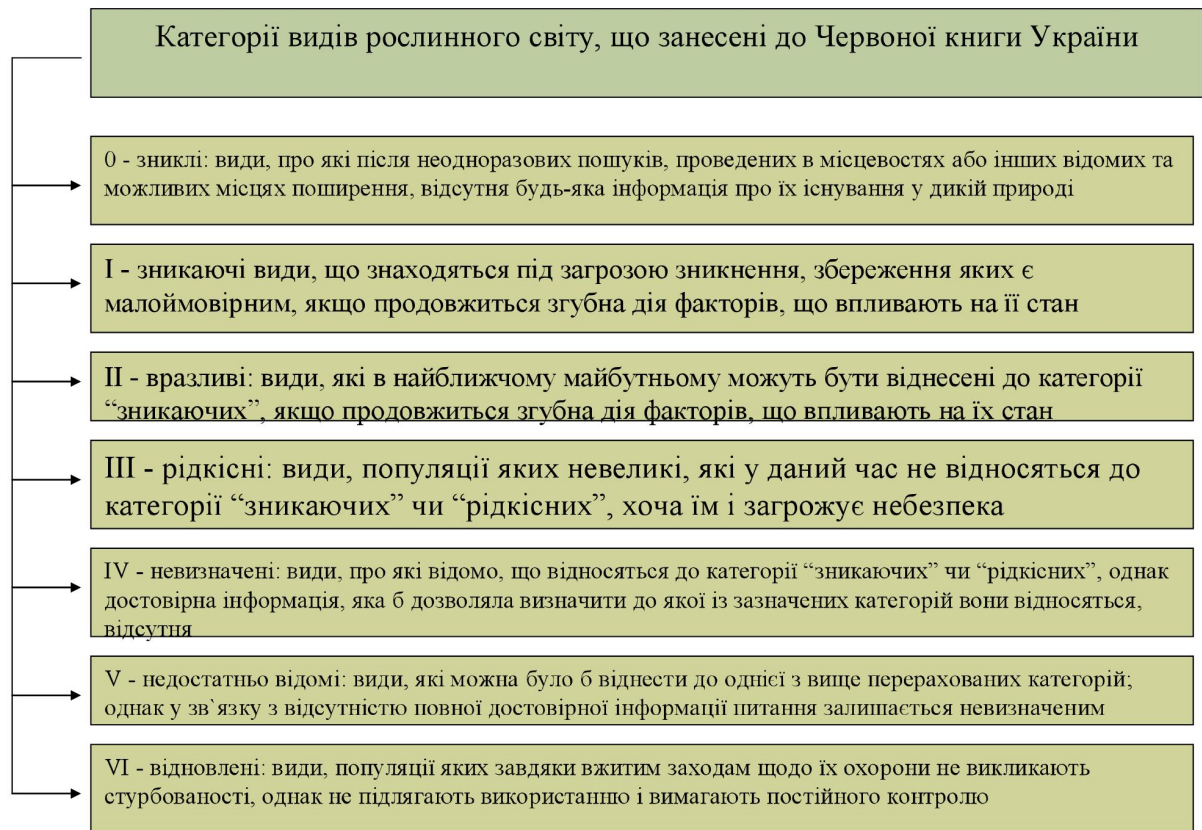 Категорії видів рослинного світу, що занесені до Червоної книги України
0 - зниклі: види, про які після неодноразових пошуків, проведених в місцевостях або інших відомих та
можливих місцях поширення, відсутня будь-яка інформація про їх існування у дикій природі
I - зникаючі види, що знаходяться під загрозою зникнення, збереження яких є
малоймовірним, якщо продовжиться згубна дія факторів, що впливають на її стан
II - вразливі: види, які в найближчому майбутньому можуть бути віднесені до категорії
“зникаючих”, якщо продовжиться згубна дія факторів, що впливають на їх стан
III - рідкісні: види, популяції яких невеликі, які у даний час не відносяться до
категорії “зникаючих” чи “рідкісних”, хоча їм і загрожує небезпека
IV - невизначені: види, про які відомо, що відносяться до категорії “зникаючих” чи “рідкісних”, однак
достовірна інформація, яка б дозволяла визначити до якої із зазначених категорій вони відносяться,
відсутня
V - недостатньо відомі: види, які можна було б віднести до однієї з вище перерахованих категорій;
однак у зв`язку з відсутністю повної достовірної інформації питання залишається невизначеним
VI - відновлені: види, популяції яких завдяки вжитим заходам щодо їх охорони не викликають
стурбованості, однак не підлягають використанню і вимагають постійного контролю